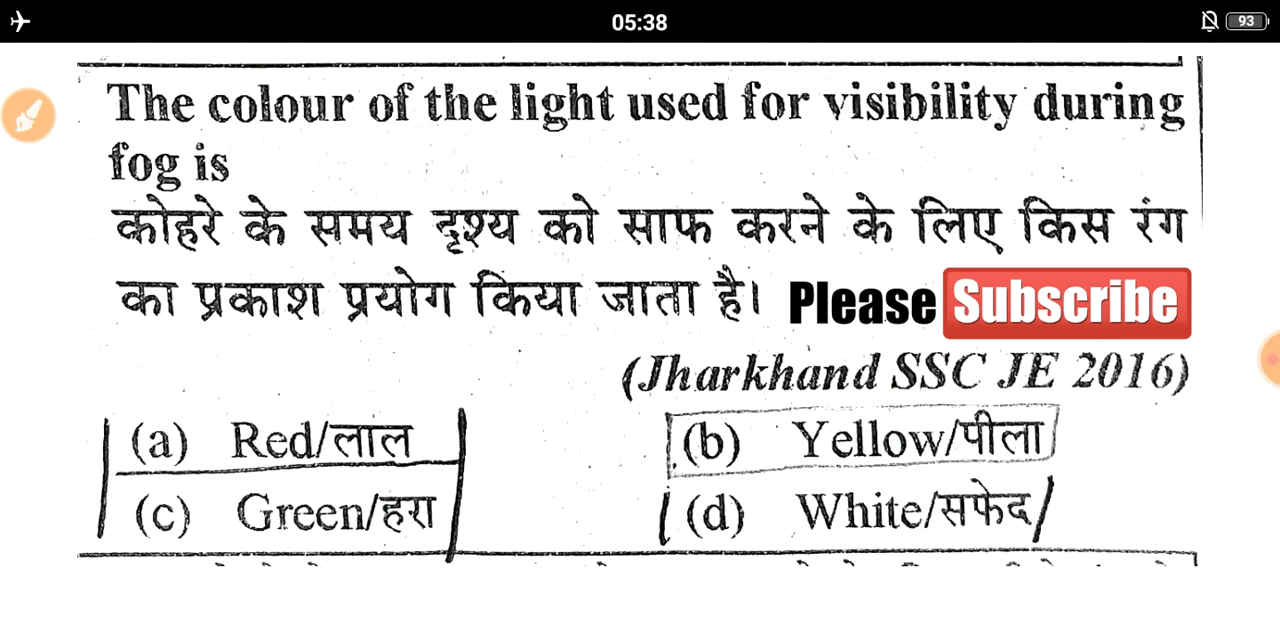 05:38
93
The colour of the light used for visibility during
fog is
कोहरे के समय दृश्य को साफ करने के लिए किस रंग
का प्रकाश प्रयोग किया जाता है। Please Subscribe
(Jharkhand SSC JE 2016)
(a) Red/लाल (b) Yellow/पीला
(c) Green/हरा (d) White/सफेद